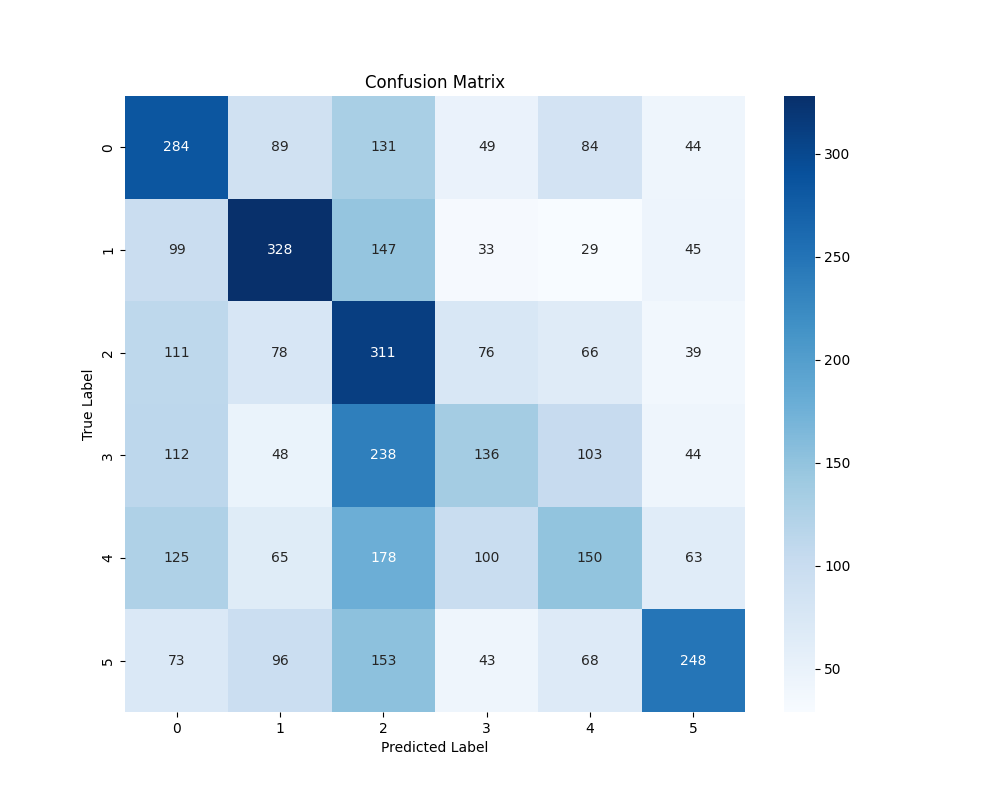 Confusion Matrix
0 284 89 131 49 84 44
1 99 328 147 33 29 45
2 111 78 311 76 66 39
3 112 48 238 136 103 44
4 125 65 178 100 150 63
5 73 96 153 43 68 248
0 1 2 3 4 5
Predicted Label
True Label
300
250
200
150
100
50